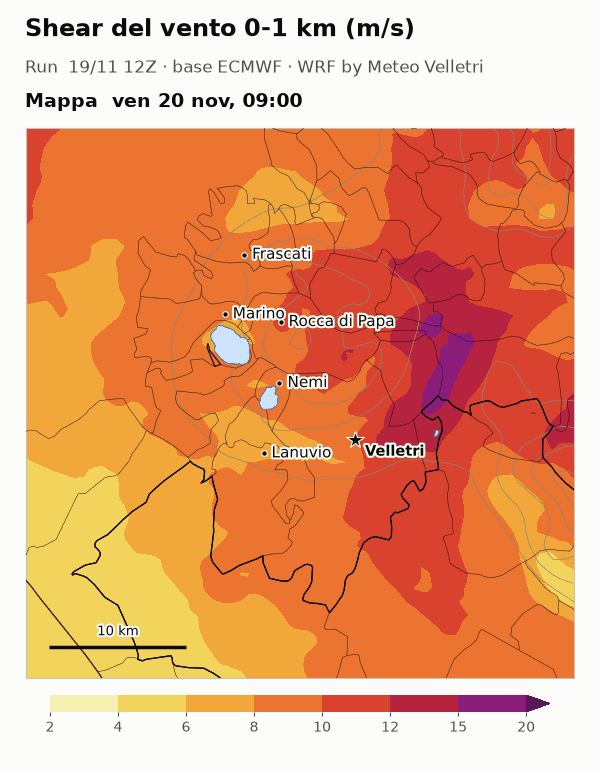 Shear del vento 0-1 km (m/s)
Run  19/11 12Z · base ECMWF · WRF by Meteo Velletri
Mappa  ven 20 nov, 09:00
Frascati
Marino
Rocca di Papa
Nemi
Velletri
Lanuvio
10 km
2 4 6 8 10 12 15 20